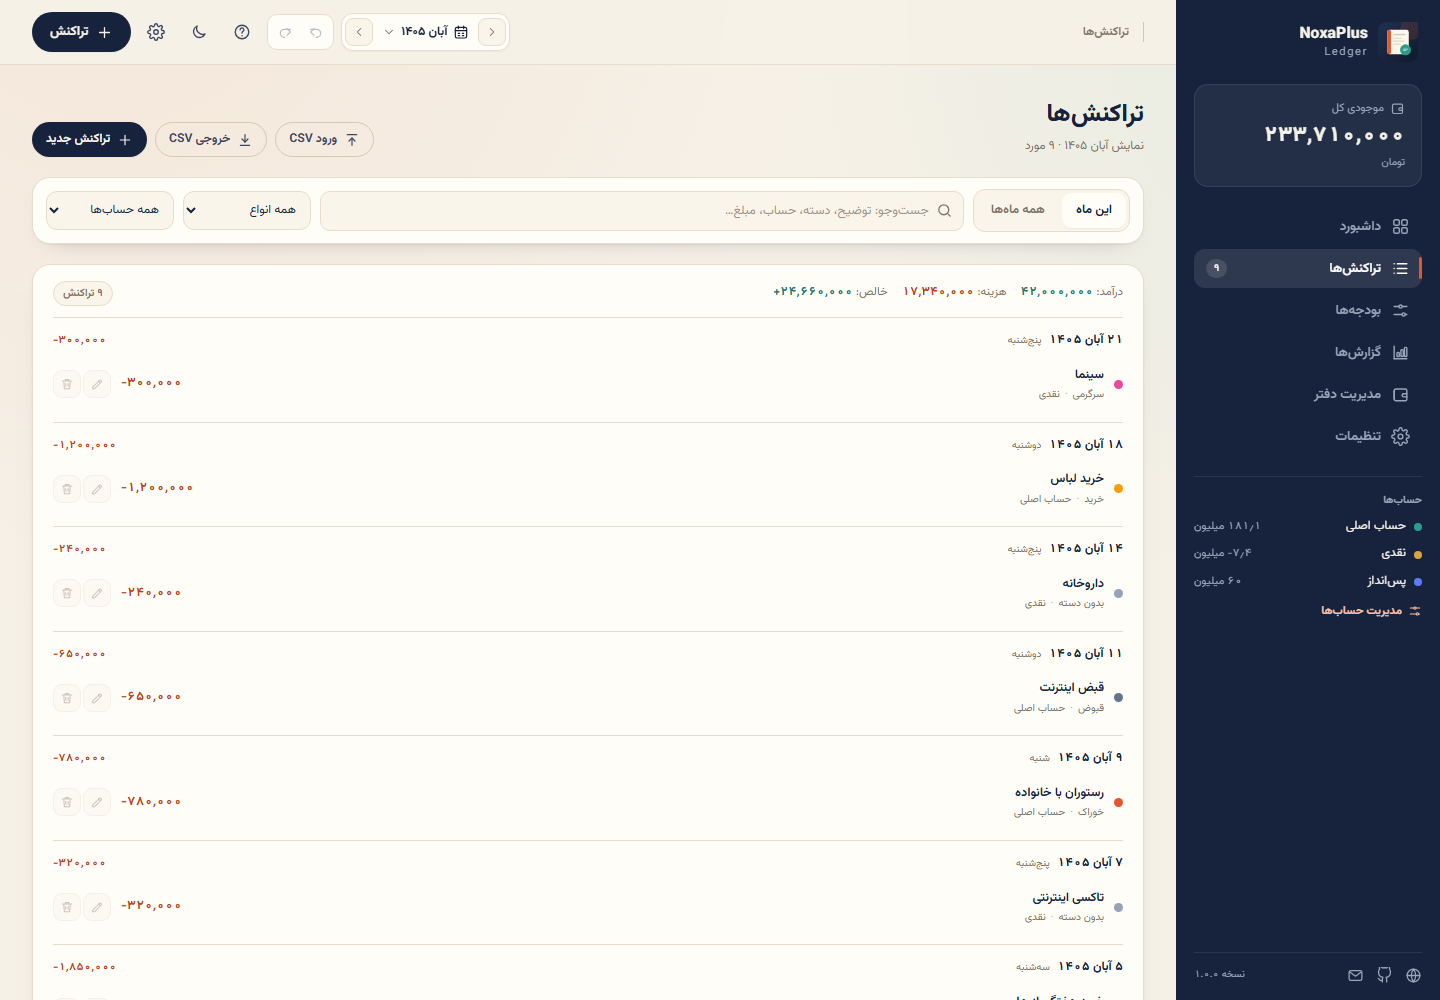 NoxaPlus
Ledger
موجودی کل
۲۳۳,۷۱۰,۰۰۰
تومان
داشبورد
تراکنش‌ها
۹
بودجه‌ها
گزارش‌ها
مدیریت دفتر
تنظیمات
حساب‌ها
حساب اصلی ۱۸۱٫۱ میلیون
نقدی -۷٫۴ میلیون
پس‌انداز ۶۰ میلیون
مدیریت حساب‌ها
نسخه ۱.۰.۰
تراکنش‌ها
آبان ۱۴۰۵
تراکنش
تراکنش‌ها
نمایش آبان ۱۴۰۵ · ۹ مورد
ورود CSV
خروجی CSV
تراکنش جدید
این ماه
همه ماه‌ها
جست‌وجو: توضیح، دسته، حساب، مبلغ...
همه انواع
همه حساب‌ها
درآمد: ۴۲,۰۰۰,۰۰۰ هزینه: ۱۷,۳۴۰,۰۰۰ خالص: +۲۴,۶۶۰,۰۰۰
۹ تراکنش
۲۱ آبان ۱۴۰۵ پنج‌شنبه -۳۰۰,۰۰۰
سینما -۳۰۰,۰۰۰
سرگرمی · نقدی
۱۸ آبان ۱۴۰۵ دوشنبه -۱,۲۰۰,۰۰۰
خرید لباس -۱,۲۰۰,۰۰۰
خرید · حساب اصلی
۱۴ آبان ۱۴۰۵ پنج‌شنبه -۲۴۰,۰۰۰
داروخانه -۲۴۰,۰۰۰
بدون دسته · نقدی
۱۱ آبان ۱۴۰۵ دوشنبه -۶۵۰,۰۰۰
قبض اینترنت -۶۵۰,۰۰۰
قبوض · حساب اصلی
۹ آبان ۱۴۰۵ شنبه -۷۸۰,۰۰۰
رستوران با خانواده -۷۸۰,۰۰۰
خوراک · حساب اصلی
۷ آبان ۱۴۰۵ پنج‌شنبه -۳۲۰,۰۰۰
تاکسی اینترنتی -۳۲۰,۰۰۰
بدون دسته · نقدی
۵ آبان ۱۴۰۵ سه‌شنبه -۱,۸۵۰,۰۰۰